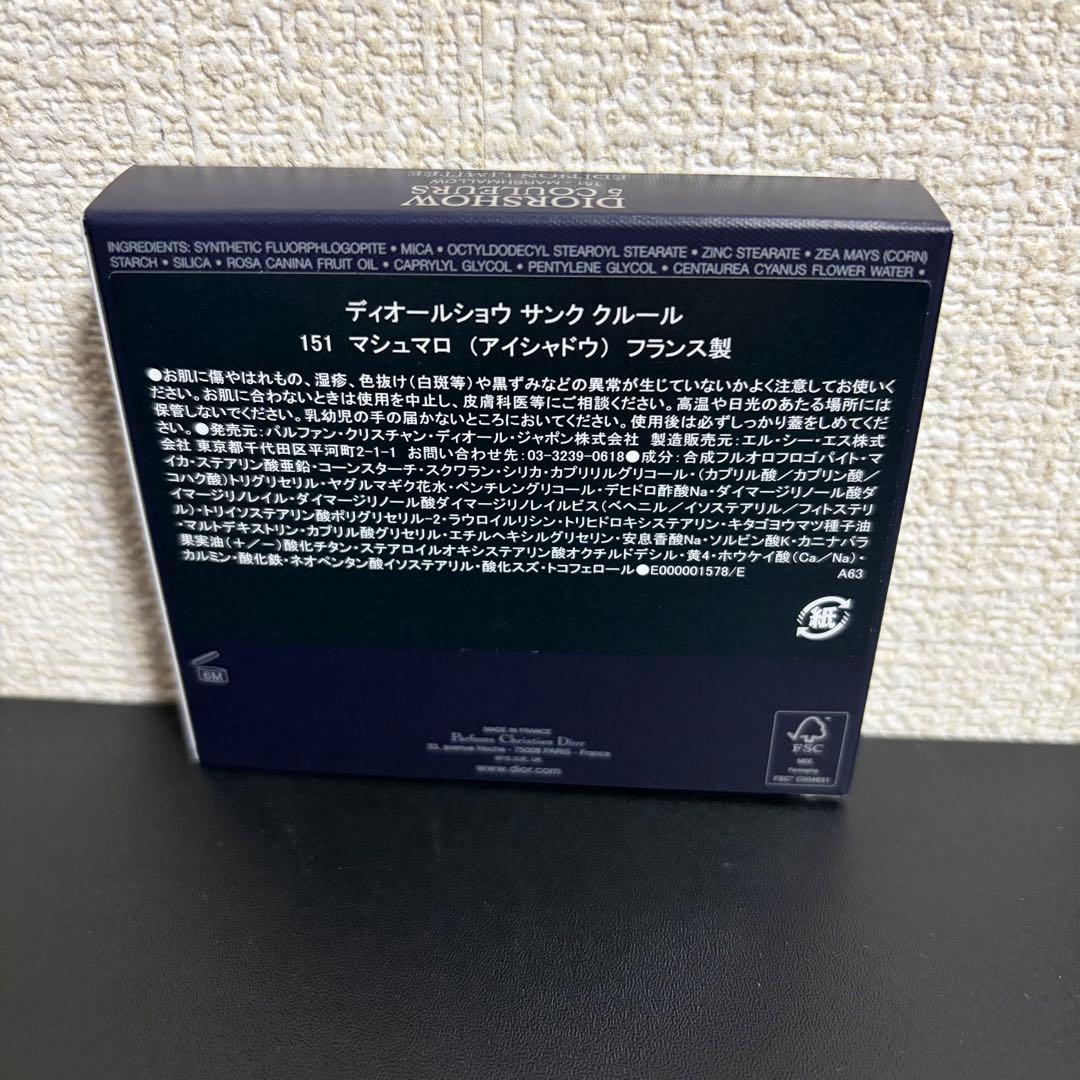 DIORSHOW
5 COULEURS
151 - MARSHMALLOW
EDITION LIMITEE
INGREDIENTS: SYNTHETIC FLUORPHLOGOPITE • MICA • OCTYLDODECYL STEAROYL STEARATE • ZINC STEARATE • ZEA MAYS (CORN)
STARCH • SILICA • ROSA CANINA FRUIT OIL • CAPRYLYL GLYCOL • PENTYLENE GLYCOL • CENTAUREA CYANUS FLOWER WATER •
ディオールショウ サンク クルール
151 マシュマロ (アイシャドウ) フランス製
●お肌に傷やはれもの、湿疹、色抜け(白斑等)や黒ずみなどの異常が生じていないかよく注意してお使いく
ださい。お肌に合わないときは使用を中止し、皮膚科医等にご相談ください。高温や日光のあたる場所には
保管しないでください。乳幼児の手の届かないところにおいてください。使用後は必ずしっかり蓋をしめてくだ
さい。●発売元:パルファン・クリスチャン・ディオール・ジャポン株式会社 製造販売元:エル・シー・エス株式
会社 東京都千代田区平河町2-1-1 お問い合わせ先:03-3239-0618●成分:合成フルオロフロゴパイト・マ
イカ・ステアリン酸亜鉛・コーンスターチ・スクワラン・シリカ・カプリリルグリコール・(カプリル酸/カプリン酸/
コハク酸)トリグリセリル・ヤグルマギク花水・ペンチレングリコール・デヒドロ酢酸Na・ダイマージリノール酸ダ
イマージリノレイル・ダイマージリノール酸ダイマージリノレイルビス(ベヘニル/イソステアリル/フィトステリ
ル)・トリイソステアリン酸ポリグリセリル-2・ラウロイルリシン・トリヒドロキシステアリン・キタゴヨウマツ種子油
・マルトデキストリン・カプリル酸グリセリル・エチルヘキシルグリセリン・安息香酸Na・ソルビン酸K・カニナバラ
果実油(+/-)酸化チタン・ステアロイルオキシステアリン酸オクチルドデシル・黄4・ホウケイ酸(Ca/Na)・
カルミン・酸化鉄・ネオペンタン酸イソステアリル・酸化スズ・トコフェロール●E000001578/E A63
紙
6M
MADE IN FRANCE
Parfums Christian Dior
33, avenue Hoche - 75008 PARIS - France
www.dior.com
FSC
MIX
Packaging
FSC® C004631